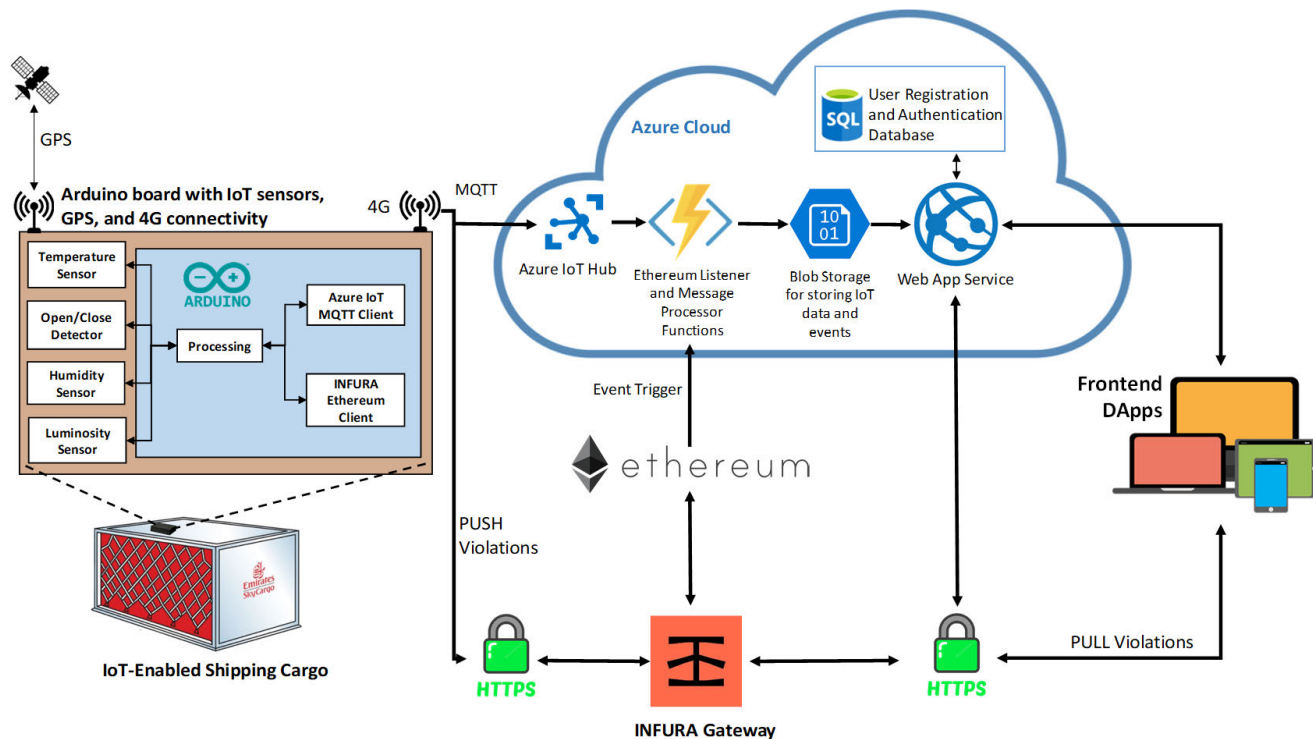 GPS
Arduino board with IoT sensors,
GPS, and 4G connectivity
4G
Temperature
Sensor
Open/Close
Detector
Humidity
Sensor
Luminosity
Sensor
ARDUINO
Processing
Azure IoT
MQTT Client
INFURA
Ethereum
Client
Emirates
SkyCargo
IoT-Enabled Shipping Cargo
MQTT
PUSH
Violations
HTTPS
Azure Cloud
Azure IoT Hub
Ethereum Listener
and Message
Processor
Functions
10
01
Blob Storage
for storing IoT
data and
events
SQL
User Registration
and Authentication
Database
Web App Service
Event Trigger
ethereum
INFURA Gateway
HTTPS
PULL Violations
Frontend
DApps